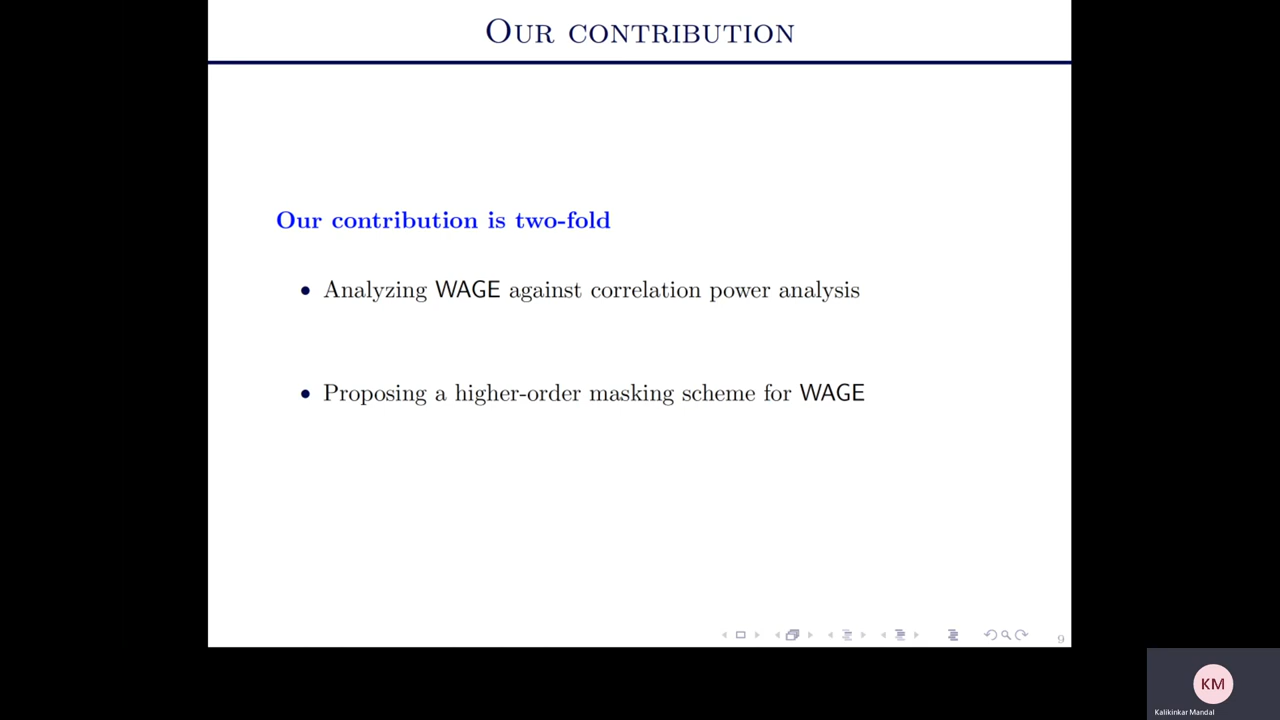 OUR CONTRIBUTION
Our contribution is two-fold
• Analyzing WAGE against correlation power analysis
• Proposing a higher-order masking scheme for WAGE
9
KM
Kalikinkar Mandal